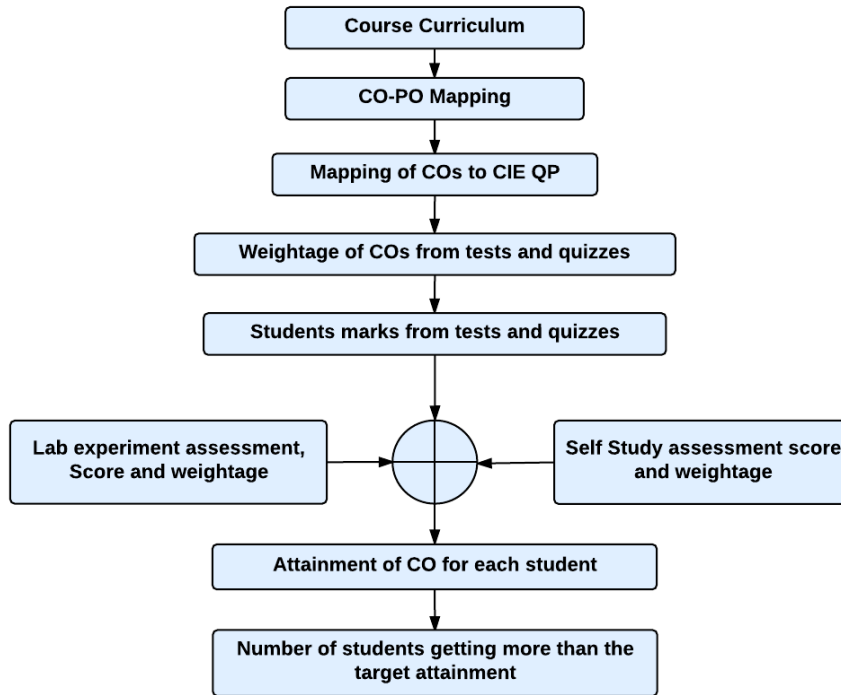 Course Curriculum
CO-PO Mapping
Mapping of COs to CIE QP
Weightage of COs from tests and quizzes
Students marks from tests and quizzes
Lab experiment assessment,
Score and weightage
Self Study assessment score
and weightage
Attainment of CO for each student
Number of students getting more than the
target attainment